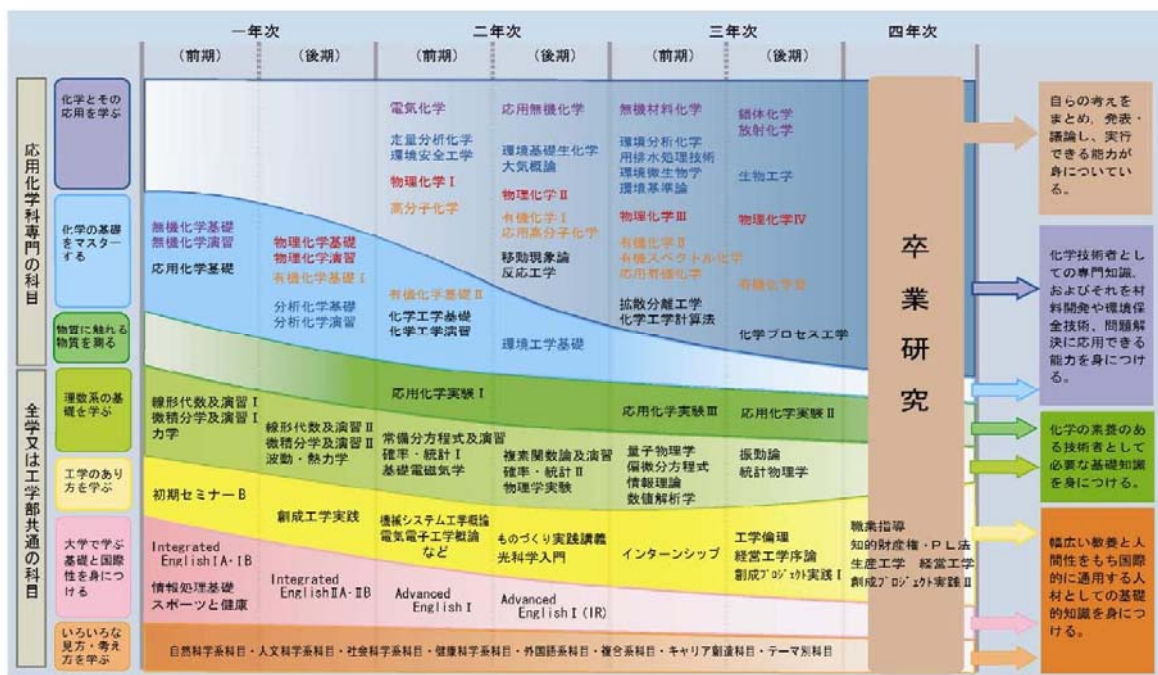 一年次
二年次
三年次
四年次
(前期)
(後期)
(前期)
(後期)
(前期)
(後期)
応用化学科専門の科目
全学又は工学部共通の科目
化学とその
応用を学ぶ
化学の基礎
をマスター
する
物質に触れる
物質を測る
理数系の基
礎を学ぶ
工学のあり
方を学ぶ
大学で学ぶ
基礎と国際
性を身につ
ける
いろいろな
見方・考え
方を学ぶ
無機化学基礎
無機化学演習
応用化学基礎
線形代数及演習Ⅰ
微積分学及演習Ⅰ
力学
初期セミナーB
Integrated
EnglishⅠA・ⅠB
情報処理基礎
スポーツと健康
物理化学基礎
物理化学演習
有機化学基礎Ⅰ
分析化学基礎
分析化学演習
線形代数及演習Ⅱ
微積分学及演習Ⅱ
波動・熱力学
創成工学実践
Integrated
EnglishⅡA・ⅡB
電気化学
定量分析化学
環境安全工学
物理化学Ⅰ
高分子化学
有機化学基礎Ⅱ
化学工学基礎
化学工学演習
応用化学実験Ⅰ
常備分方程式及演習
確率・統計Ⅰ
基礎電磁気学
機械システム工学概論
電気電子工学概論
など
Advanced
EnglishⅠ
応用無機化学
環境基礎生化学
大気概論
物理化学Ⅱ
有機化学Ⅰ
応用高分子化学
移動現象論
反応工学
環境工学基礎
複素関数論及演習
確率・統計Ⅱ
物理学実験
ものづくり実践講義
光科学入門
Advanced
EnglishⅠ(IR)
無機材料化学
環境分析化学
用排水処理技術
環境微生物学
環境基準論
物理化学Ⅲ
有機化学Ⅱ
有機スペクトル化学
応用有機化学
拡散分離工学
化学工学計算法
応用化学実験Ⅲ
量子物理学
偏微分方程式
情報理論
数値解析学
インターンシップ
錯体化学
放射化学
生物工学
物理化学Ⅳ
有機化学Ⅲ
化学プロセス工学
応用化学実験Ⅱ
振動論
統計物理学
工学倫理
経営工学序論
創成プロジェクト実践Ⅰ
卒業研究
職業指導
知的財産権・PL法
生産工学 経営工学
創成プロジェクト実践Ⅱ
自然科学系科目・人文科学系科目・社会科学系科目・健康科学系科目・外国語系科目・複合系科目・キャリア創造科目・テーマ別科目
自らの考えを
まとめ、発表・
議論し、実行
できる能力が
身についてい
る。
化学技術者と
しての専門知識、
およびそれを材
料開発や環境保
全技術、問題解
決に応用できる
能力を身につけ
る。
化学の素養のあ
る技術者として
必要な基礎知識
を身につける。
幅広い教養と人
間性をもち国際
的に通用する人
材としての基礎
的知識を身につ
ける。